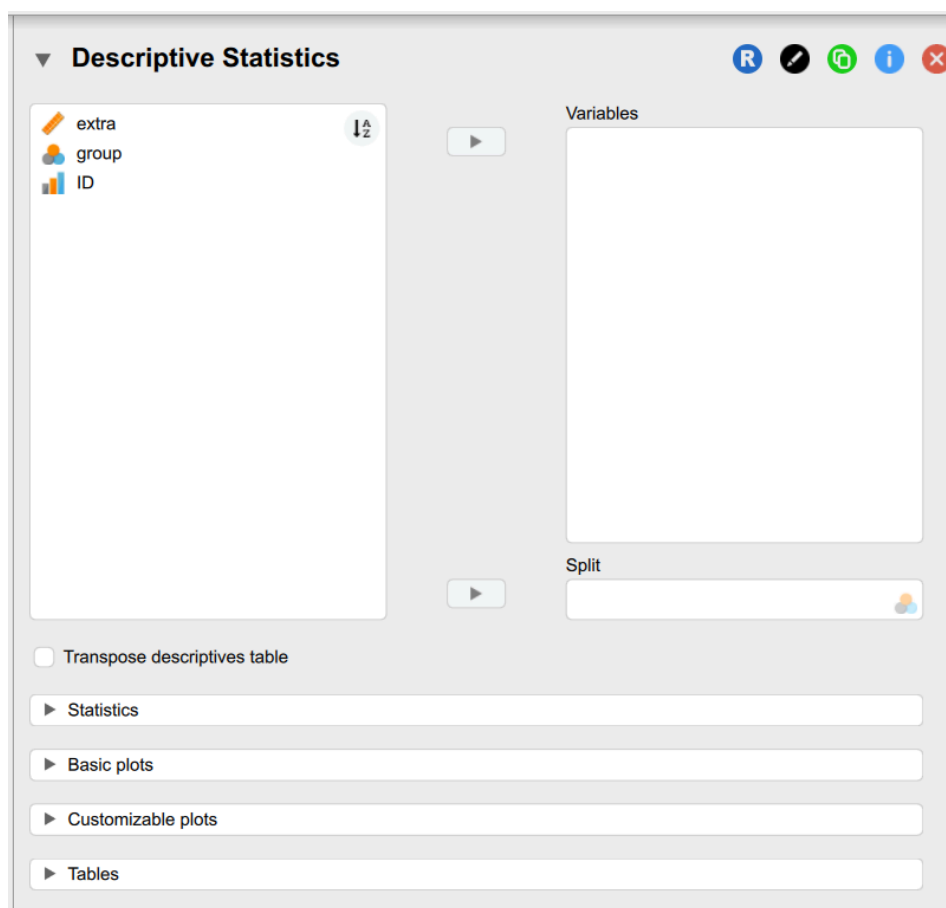 Descriptive Statistics
R
i
extra
A
Z
group
ID
Variables
Split
Transpose descriptives table
Statistics
Basic plots
Customizable plots
Tables